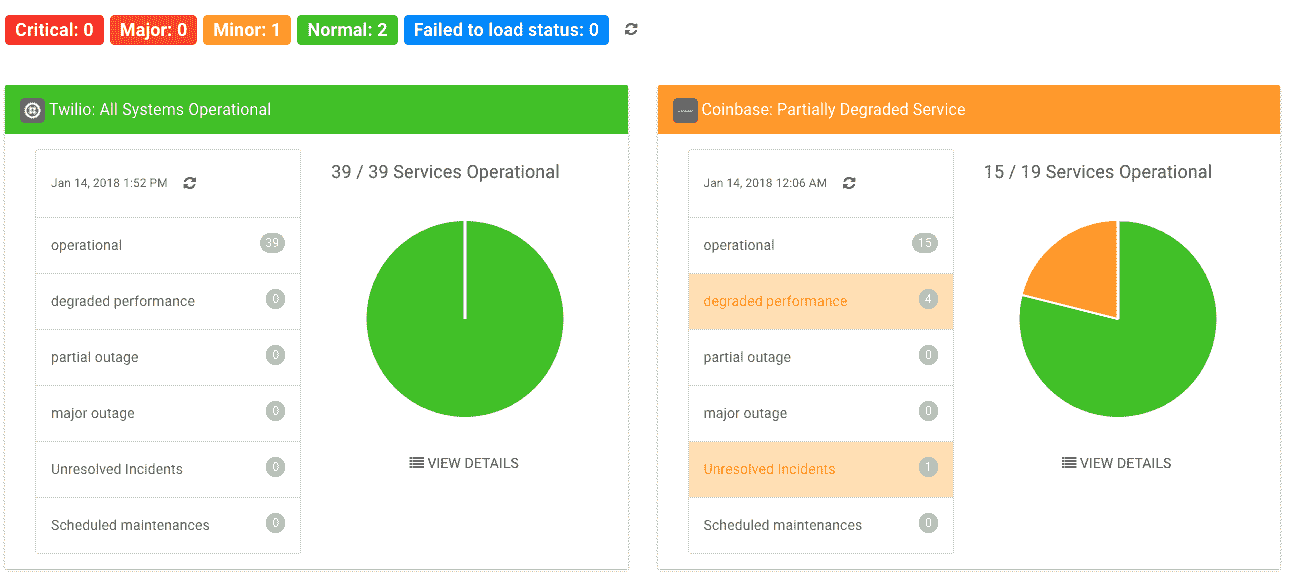 Critical: 0 Major: 0 Minor: 1 Normal: 2 Failed to load status: 0
Twilio: All Systems Operational
Jan 14, 2018 1:52 PM
operational 39
degraded performance 0
partial outage 0
major outage 0
Unresolved Incidents 0
Scheduled maintenances 0
39 / 39 Services Operational
VIEW DETAILS
Coinbase: Partially Degraded Service
Jan 14, 2018 12:06 AM
operational 15
degraded performance 4
partial outage 0
major outage 0
Unresolved Incidents 1
Scheduled maintenances 0
15 / 19 Services Operational
VIEW DETAILS